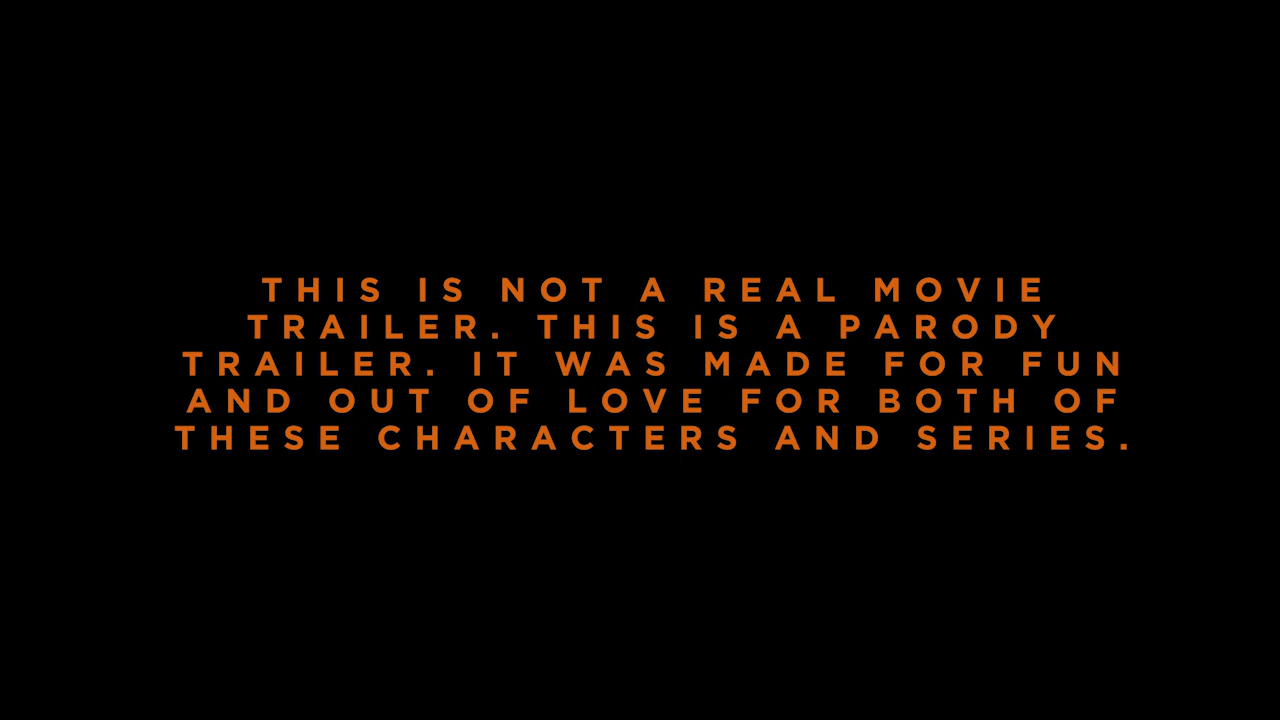 THIS IS NOT A REAL MOVIE
TRAILER. THIS IS A PARODY
TRAILER. IT WAS MADE FOR FUN
AND OUT OF LOVE FOR BOTH OF
THESE CHARACTERS AND SERIES.